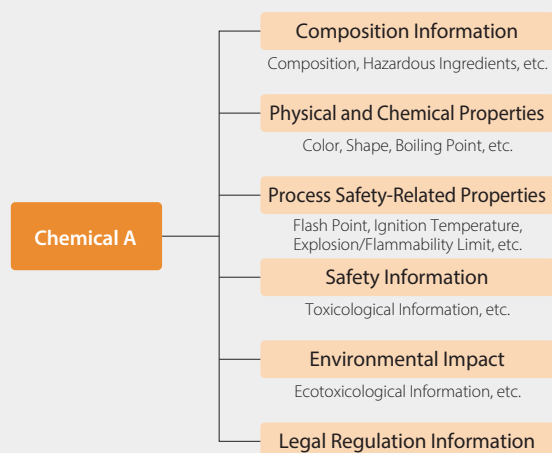 Composition Information
Composition, Hazardous Ingredients, etc.
Physical and Chemical Properties
Color, Shape, Boiling Point, etc.
Process Safety-Related Properties
Flash Point, Ignition Temperature,
Explosion/Flammability Limit, etc.
Chemical A
Safety Information
Toxicological Information, etc.
Environmental Impact
Ecotoxicological Information, etc.
Legal Regulation Information